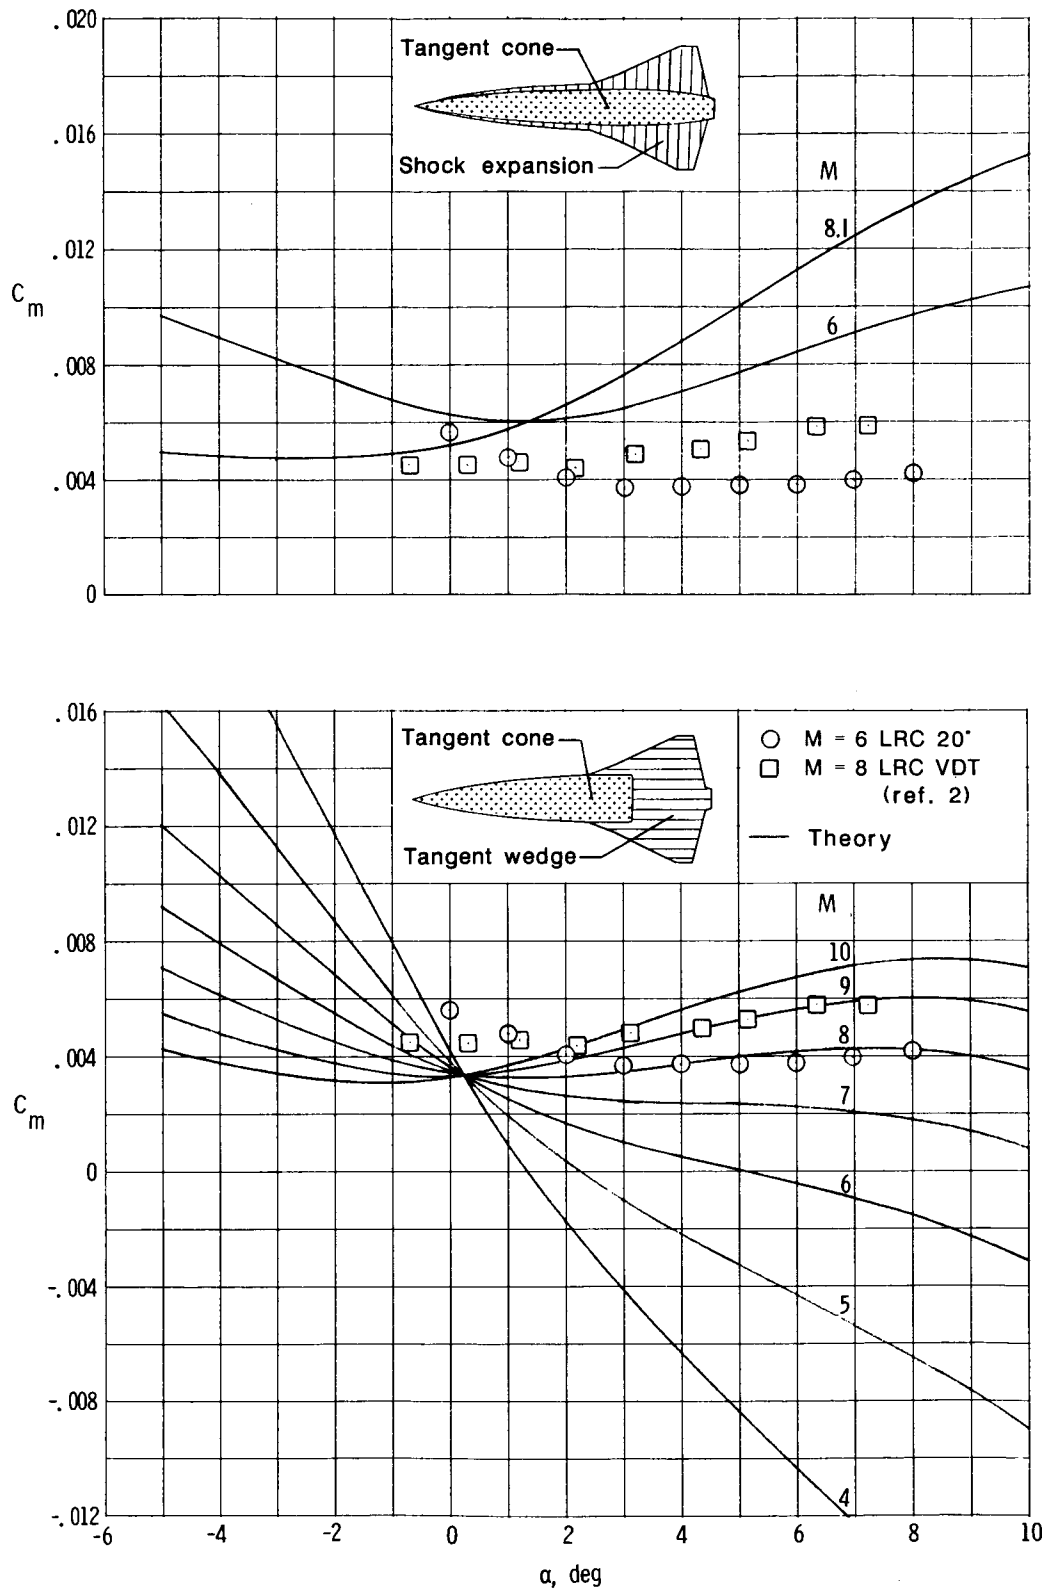 .020
.016
.012
.008
.004
0
C_m
Tangent cone
Shock expansion
M
8.1
6
.016
.012
.008
.004
0
-.004
-.008
-.012
C_m
Tangent cone
Tangent wedge
○ M = 6 LRC 20"
□ M = 8 LRC VDT
(ref. 2)
— Theory
M
10
9
8
7
6
5
4
-6 -4 -2 0 2 4 6 8 10
α, deg